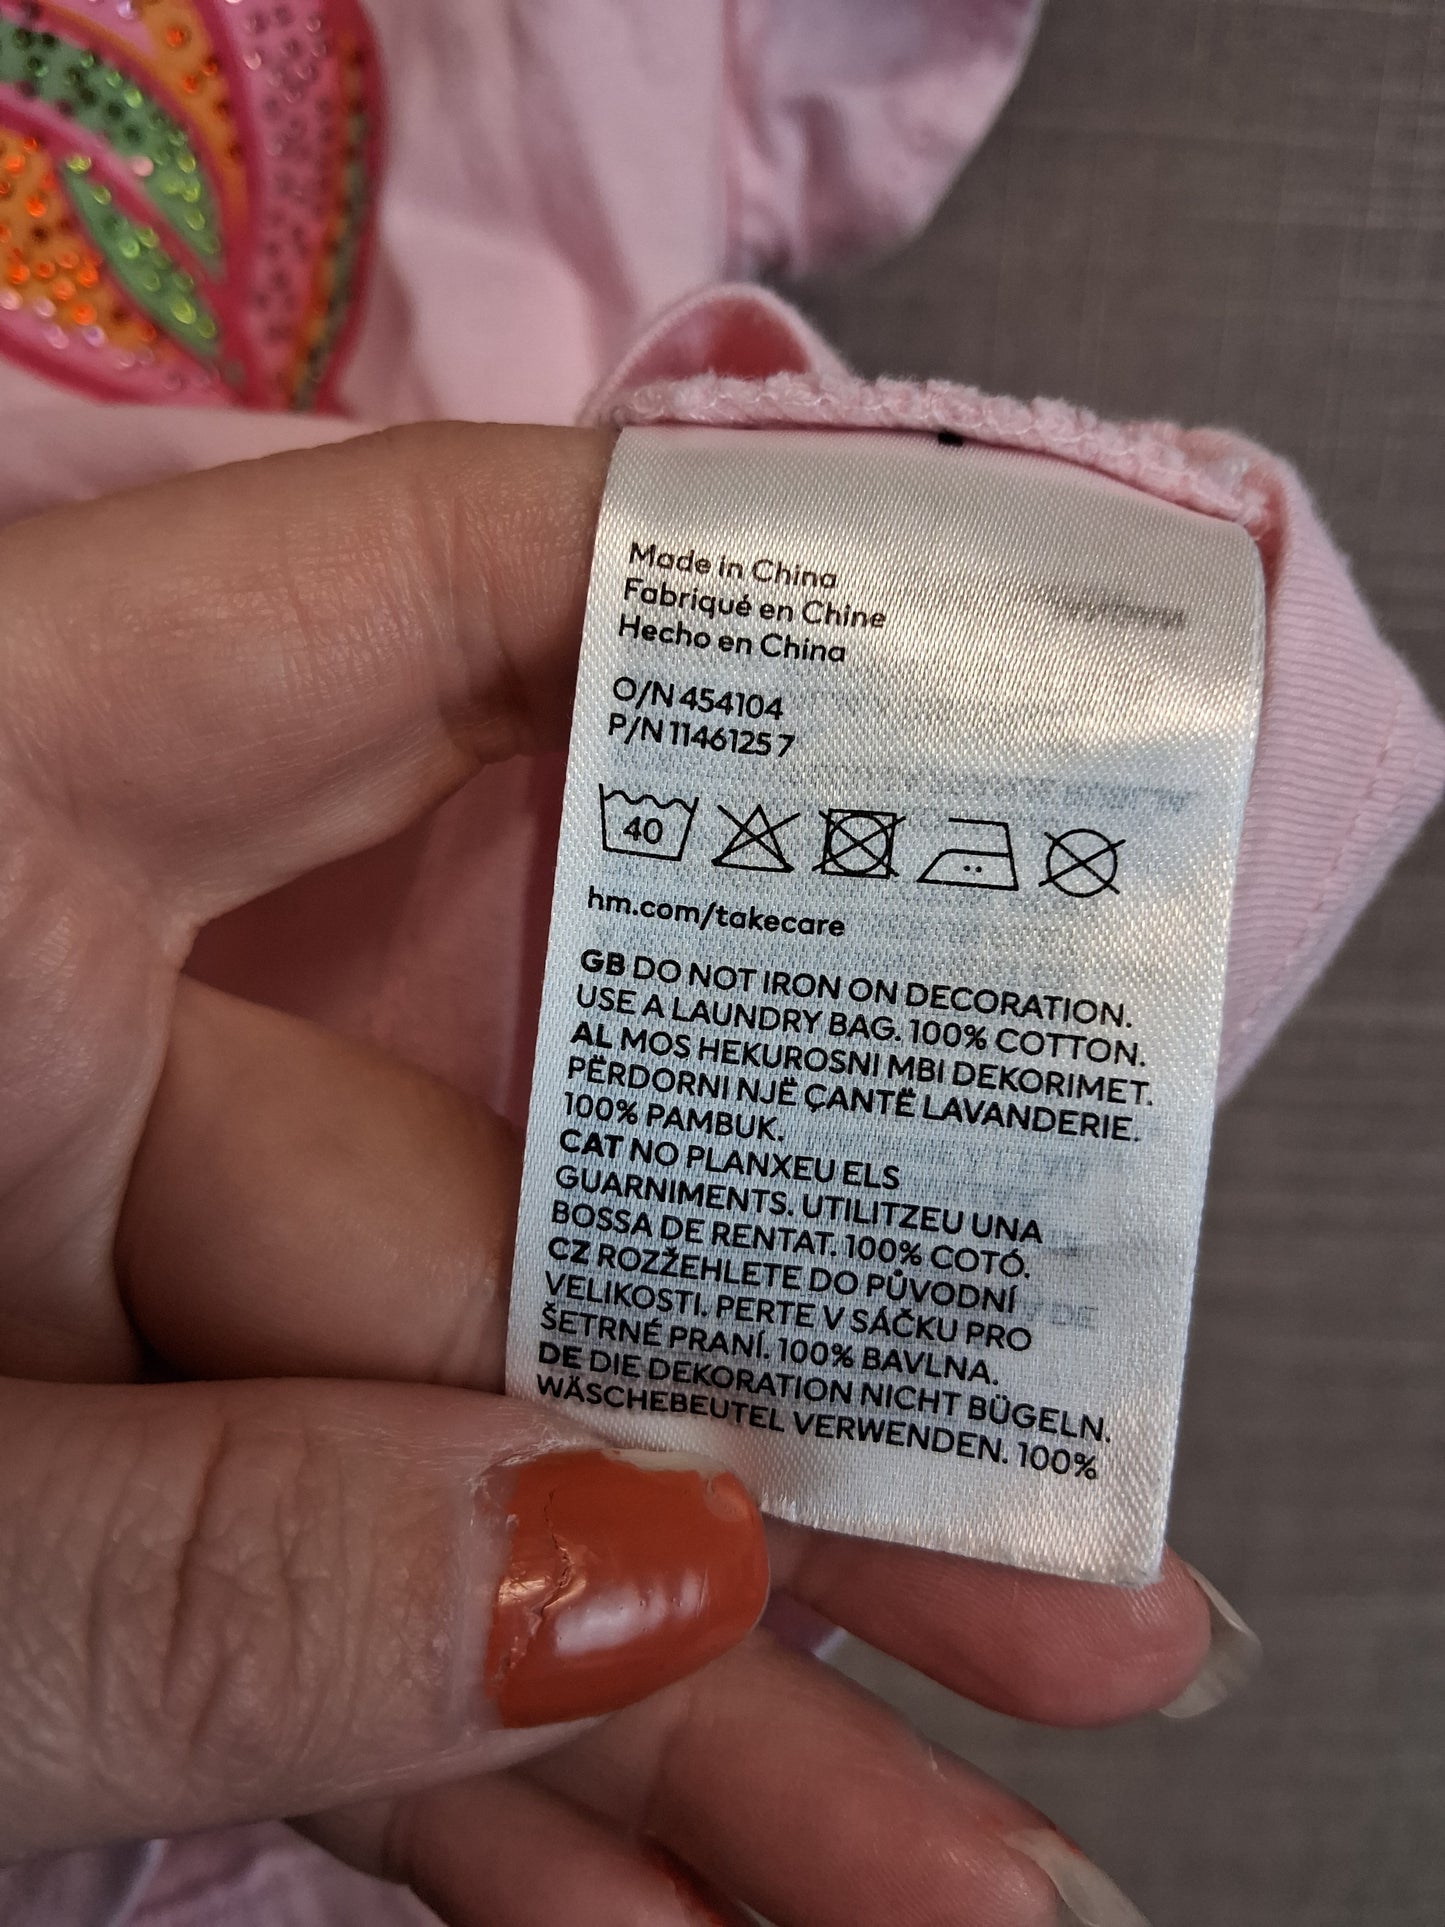 Made in China
Fabriqué en Chine
Hecho en China
O/N 454104
P/N 1146125 7
40
hm.com/takecare
GB DO NOT IRON ON DECORATION.
USE A LAUNDRY BAG. 100% COTTON.
AL MOS HEKUROSNI MBI DEKORIMET.
PËRDORNI NJË ÇANTË LAVANDERIE.
100% PAMBUK.
CAT NO PLANXEU ELS
GUARNIMENTS. UTILITZEU UNA
BOSSA DE RENTAT. 100% COTÓ.
CZ ROZŽEHLETE DO PŮVODNÍ
VELIKOSTI. PERTE V SÁČKU PRO
ŠETRNÉ PRANÍ. 100% BAVLNA.
DE DIE DEKORATION NICHT BÜGELN.
WÄSCHEBEUTEL VERWENDEN. 100%